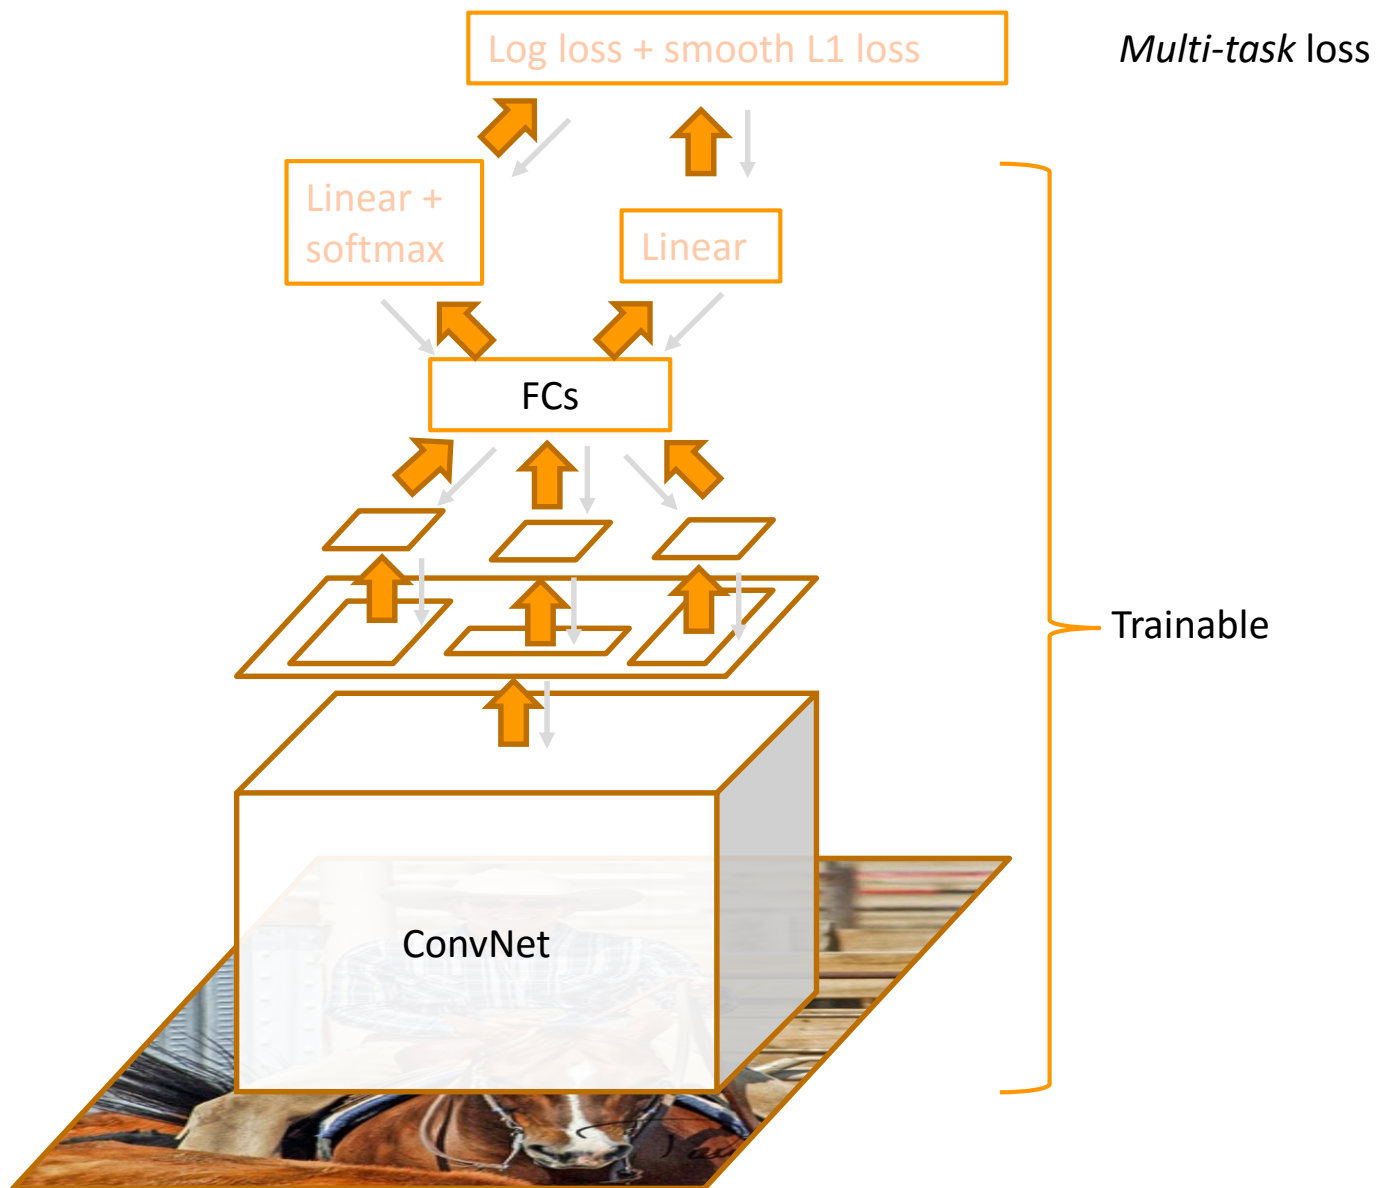 Log loss + smooth L1 loss
Multi-task loss
Linear +
softmax
Linear
FCs
Trainable
ConvNet